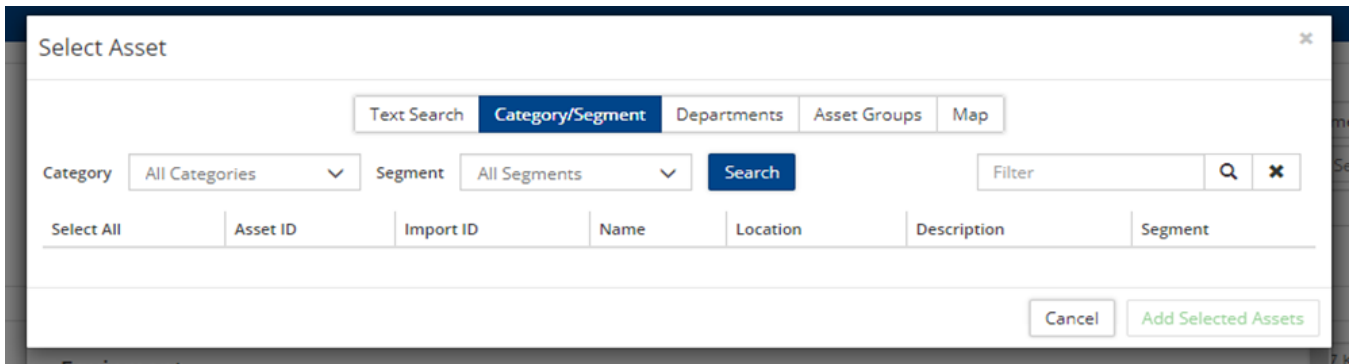 Select Asset ×
Text Search Category/Segment Departments Asset Groups Map
Category All Categories Segment All Segments Search Filter
Select All Asset ID Import ID Name Location Description Segment
Cancel Add Selected Assets